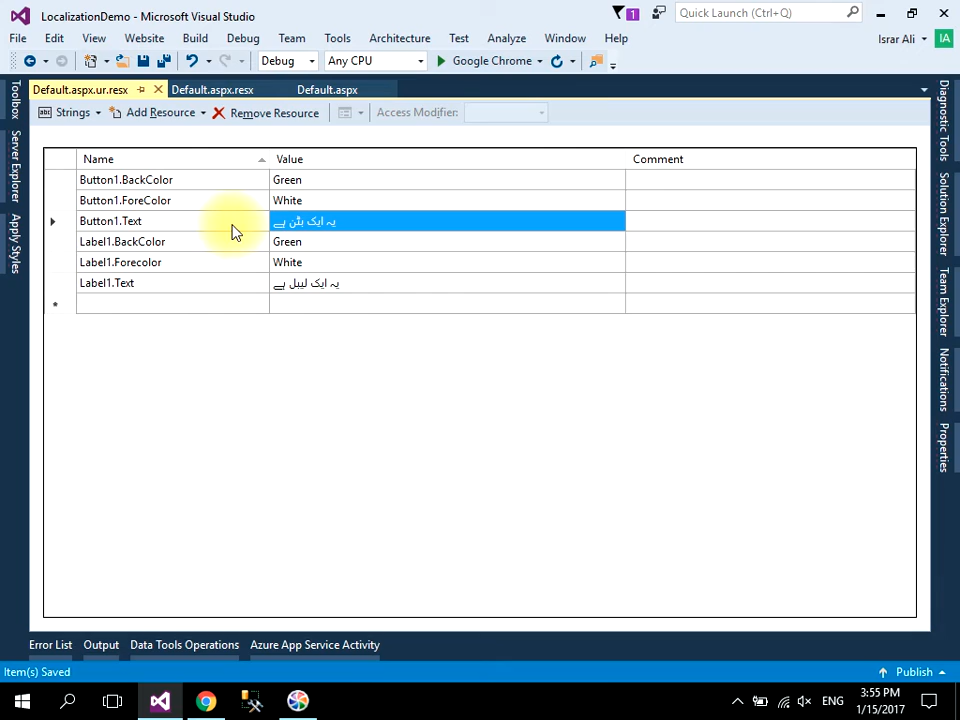 LocalizationDemo - Microsoft Visual Studio
1
Quick Launch (Ctrl+Q)
File Edit View Website Build Debug Team Tools Architecture Test Analyze Window Help
Israr Ali IA
Debug Any CPU Google Chrome
Default.aspx.ur.resx Default.aspx.resx Default.aspx
abc Strings Add Resource Remove Resource Access Modifier:
Name Value Comment
Button1.BackColor Green
Button1.ForeColor White
Button1.Text یہ ایک بٹن ہے
Label1.BackColor Green
Label1.Forecolor White
Label1.Text یہ ایک لیبل ہے
*
Toolbox
Server Explorer
Apply Styles
Diagnostic Tools
Solution Explorer
Team Explorer
Notifications
Properties
Error List Output Data Tools Operations Azure App Service Activity
Item(s) Saved Publish
ENG
3:55 PM
1/15/2017